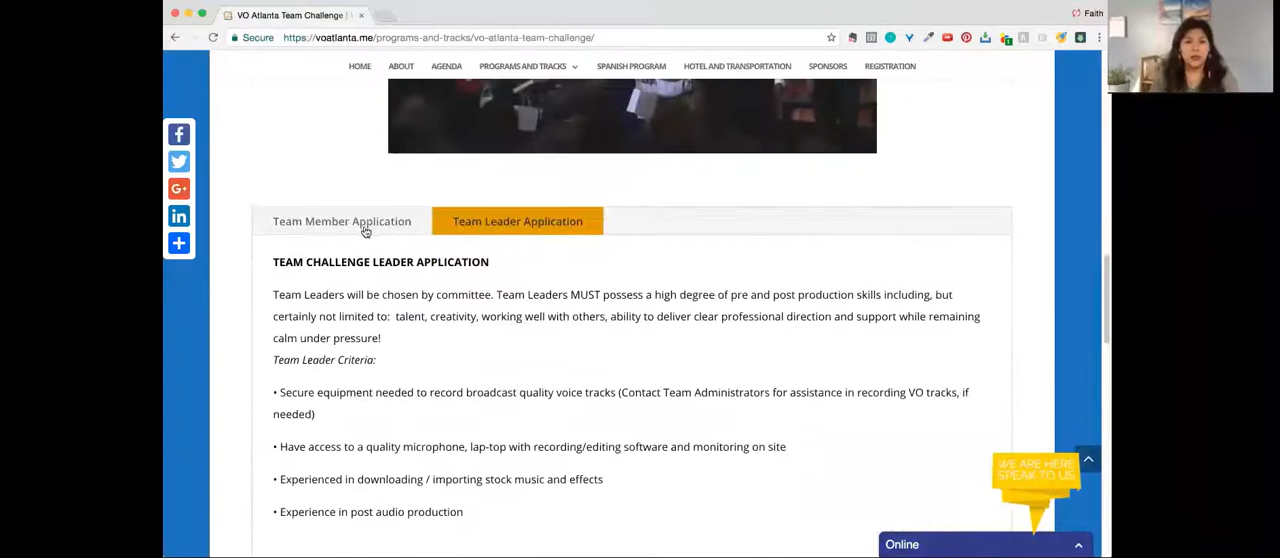 VO Atlanta Team Challenge |
Faith
Secure https://voatlanta.me/programs-and-tracks/vo-atlanta-team-challenge/
HOME ABOUT AGENDA PROGRAMS AND TRACKS SPANISH PROGRAM HOTEL AND TRANSPORTATION SPONSORS REGISTRATION
Team Member Application Team Leader Application
TEAM CHALLENGE LEADER APPLICATION
Team Leaders will be chosen by committee. Team Leaders MUST possess a high degree of pre and post production skills including, but
certainly not limited to: talent, creativity, working well with others, ability to deliver clear professional direction and support while remaining
calm under pressure!
Team Leader Criteria:
• Secure equipment needed to record broadcast quality voice tracks (Contact Team Administrators for assistance in recording VO tracks, if
needed)
• Have access to a quality microphone, lap-top with recording/editing software and monitoring on site
• Experienced in downloading / importing stock music and effects
• Experience in post audio production
WE ARE HERE
SPEAK TO US
Online